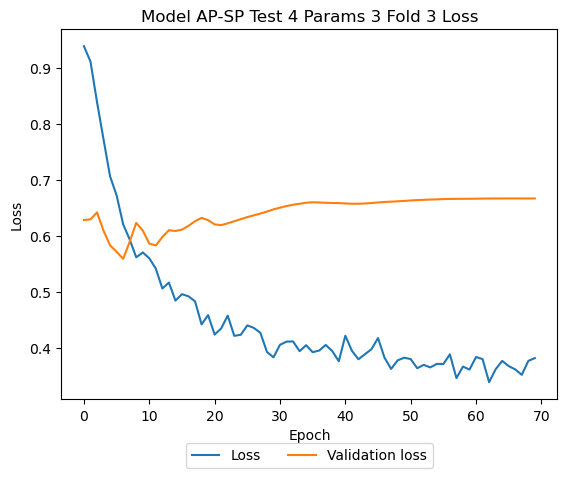 Model AP-SP Test 4 Params 3 Fold 3 Loss
0.9
0.8
0.7
0.6
0.5
0.4
Loss
0 10 20 30 40 50 60 70
Epoch
Loss Validation loss